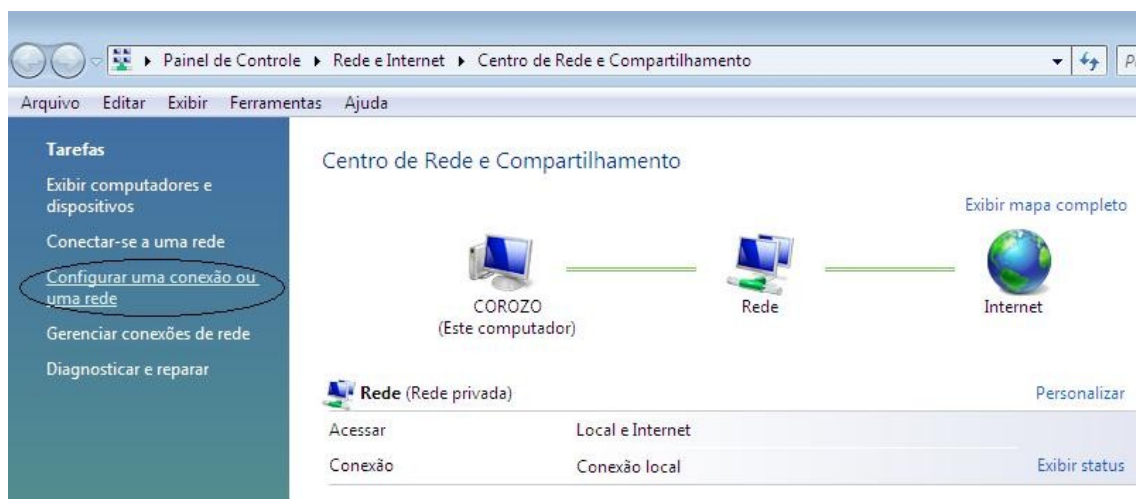 Painel de Controle Rede e Internet Centro de Rede e Compartilhamento
Arquivo Editar Exibir Ferramentas Ajuda
Tarefas
Exibir computadores e
dispositivos
Conectar-se a uma rede
Configurar uma conexão ou
uma rede
Gerenciar conexões de rede
Diagnosticar e reparar
Centro de Rede e Compartilhamento
Exibir mapa completo
COROZO
(Este computador)
Rede
Internet
Rede (Rede privada)
Personalizar
Acessar Local e Internet
Conexão Conexão local Exibir status